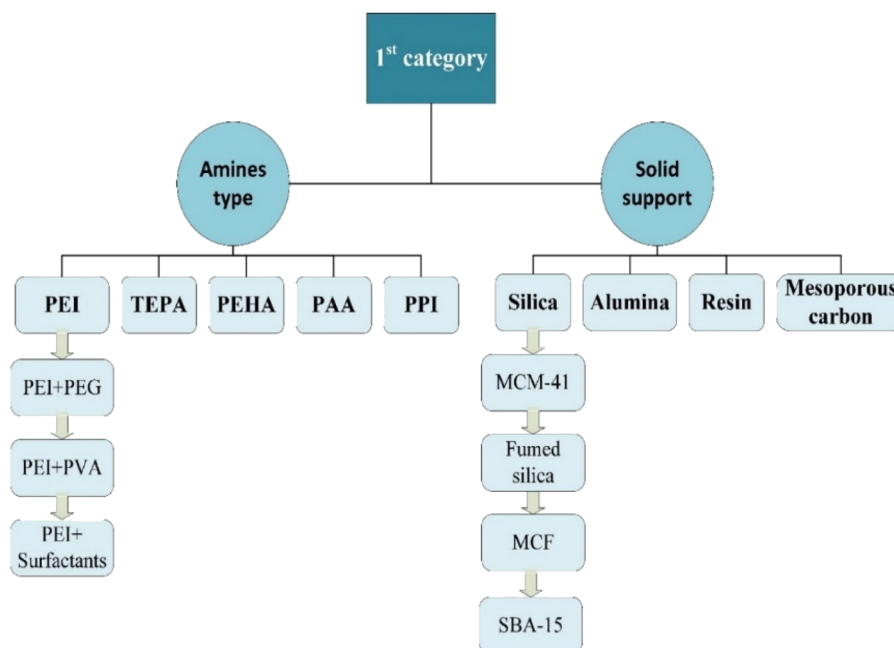 1st category
Amines
type
Solid
support
PEI
TEPA
PEHA
PAA
PPI
Silica
Alumina
Resin
Mesoporous
carbon
PEI+PEG
PEI+PVA
PEI+
Surfactants
MCM-41
Fumed
silica
MCF
SBA-15